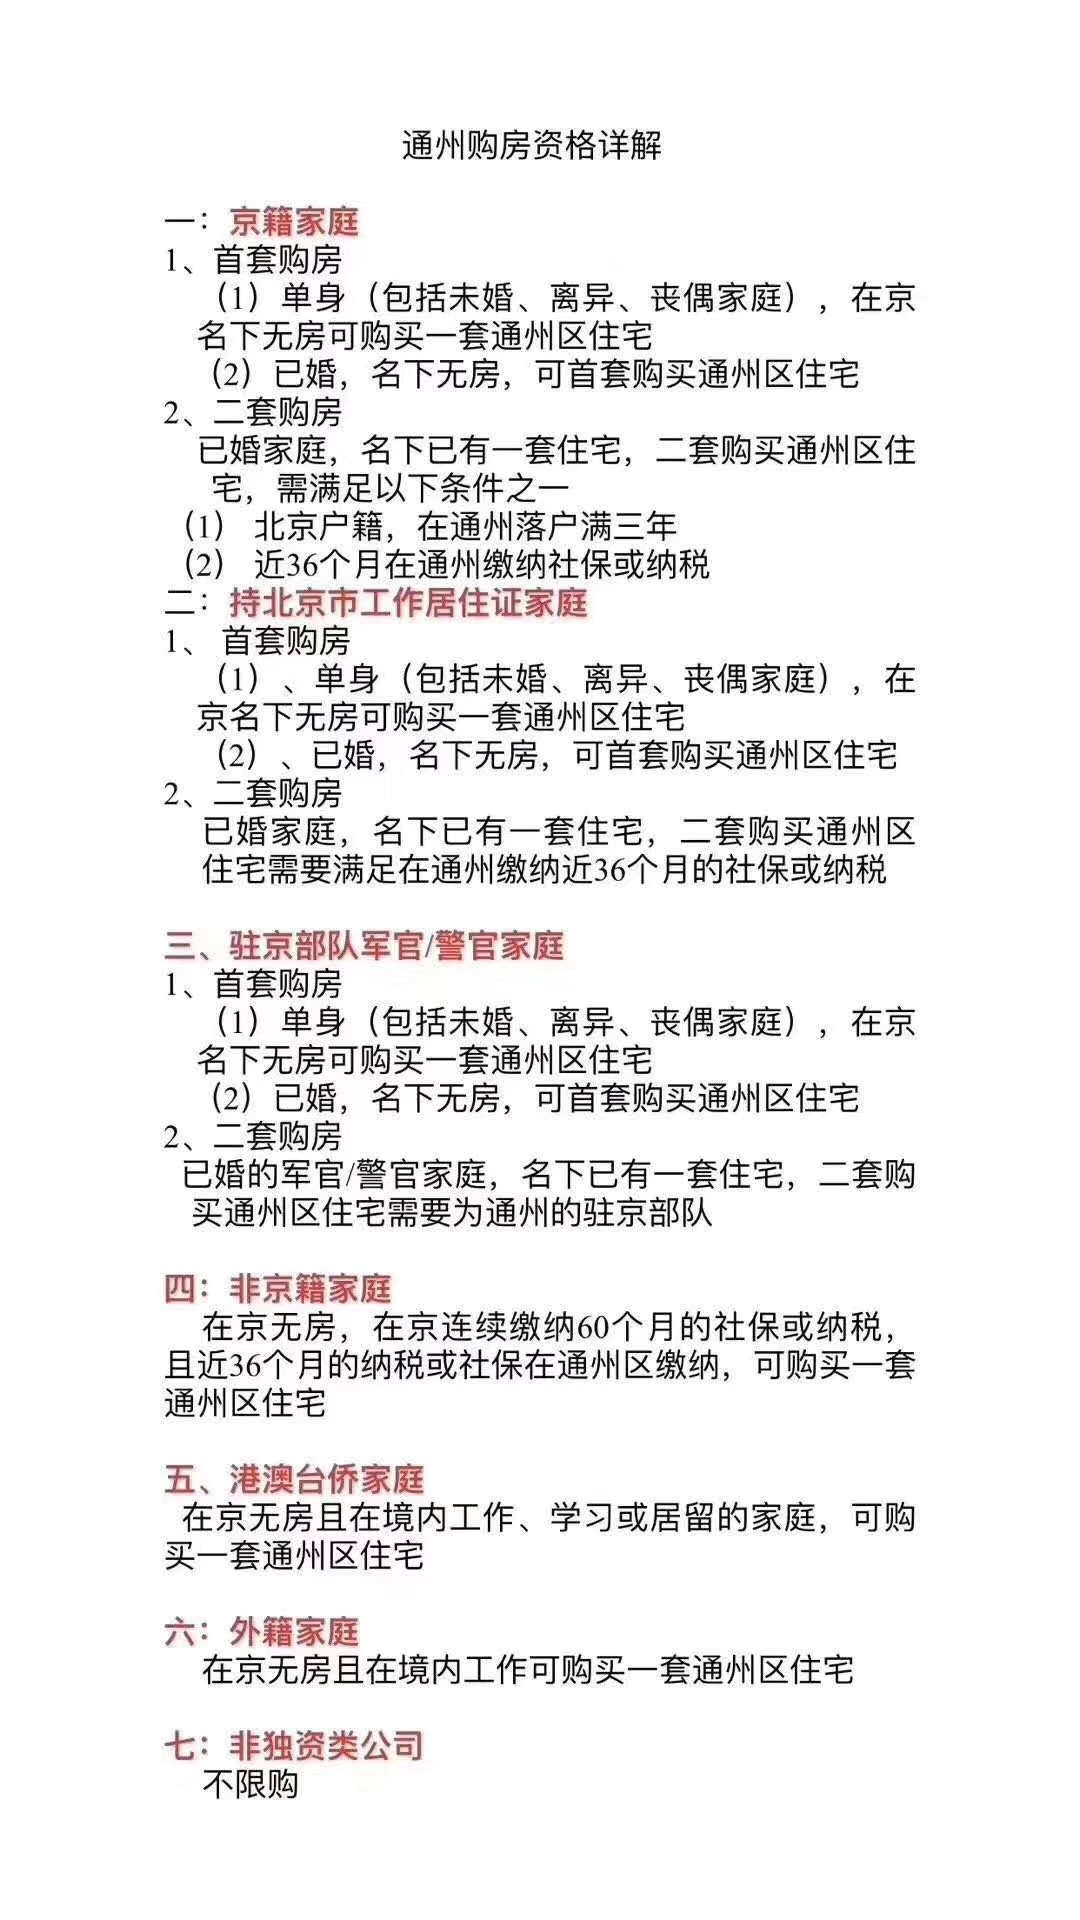 通州购房资格详解
一：京籍家庭
1、首套购房
（1）单身（包括未婚、离异、丧偶家庭），在京
名下无房可购买一套通州区住宅
（2）已婚，名下无房，可首套购买通州区住宅
2、二套购房
已婚家庭，名下已有一套住宅，二套购买通州区住
宅，需满足以下条件之一
（1） 北京户籍，在通州落户满三年
（2） 近36个月在通州缴纳社保或纳税
二：持北京市工作居住证家庭
1、 首套购房
（1）、单身（包括未婚、离异、丧偶家庭），在
京名下无房可购买一套通州区住宅
（2）、已婚，名下无房，可首套购买通州区住宅
2、二套购房
已婚家庭，名下已有一套住宅，二套购买通州区
住宅需要满足在通州缴纳近36个月的社保或纳税
三、驻京部队军官/警官家庭
1、首套购房
（1）单身（包括未婚、离异、丧偶家庭），在京
名下无房可购买一套通州区住宅
（2）已婚，名下无房，可首套购买通州区住宅
2、二套购房
已婚的军官/警官家庭，名下已有一套住宅，二套购
买通州区住宅需要为通州的驻京部队
四：非京籍家庭
在京无房，在京连续缴纳60个月的社保或纳税，
且近36个月的纳税或社保在通州区缴纳，可购买一套
通州区住宅
五、港澳台侨家庭
在京无房且在境内工作、学习或居留的家庭，可购
买一套通州区住宅
六：外籍家庭
在京无房且在境内工作可购买一套通州区住宅
七：非独资类公司
不限购